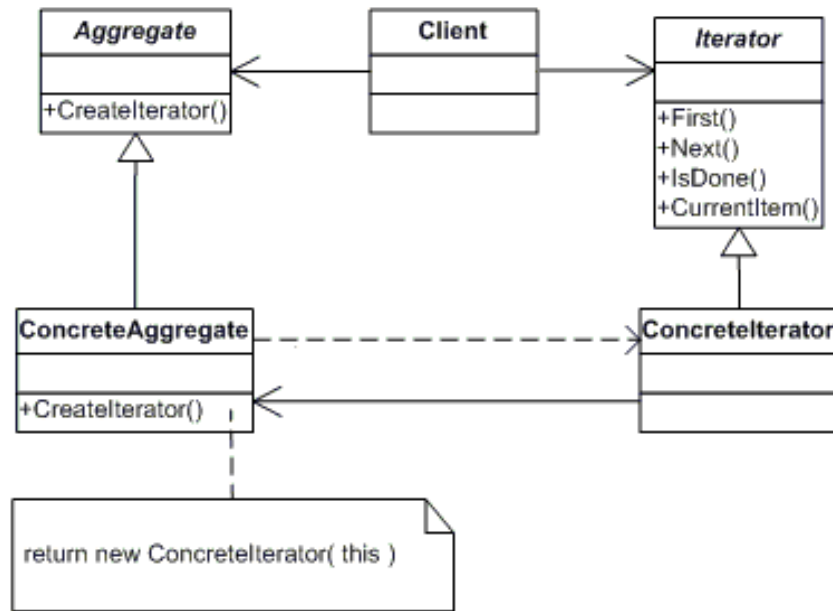 Aggregate
+CreateIterator()
Client
Iterator
+First()
+Next()
+IsDone()
+CurrentItem()
ConcreteAggregate
+CreateIterator()
ConcreteIterator
return new ConcreteIterator( this )